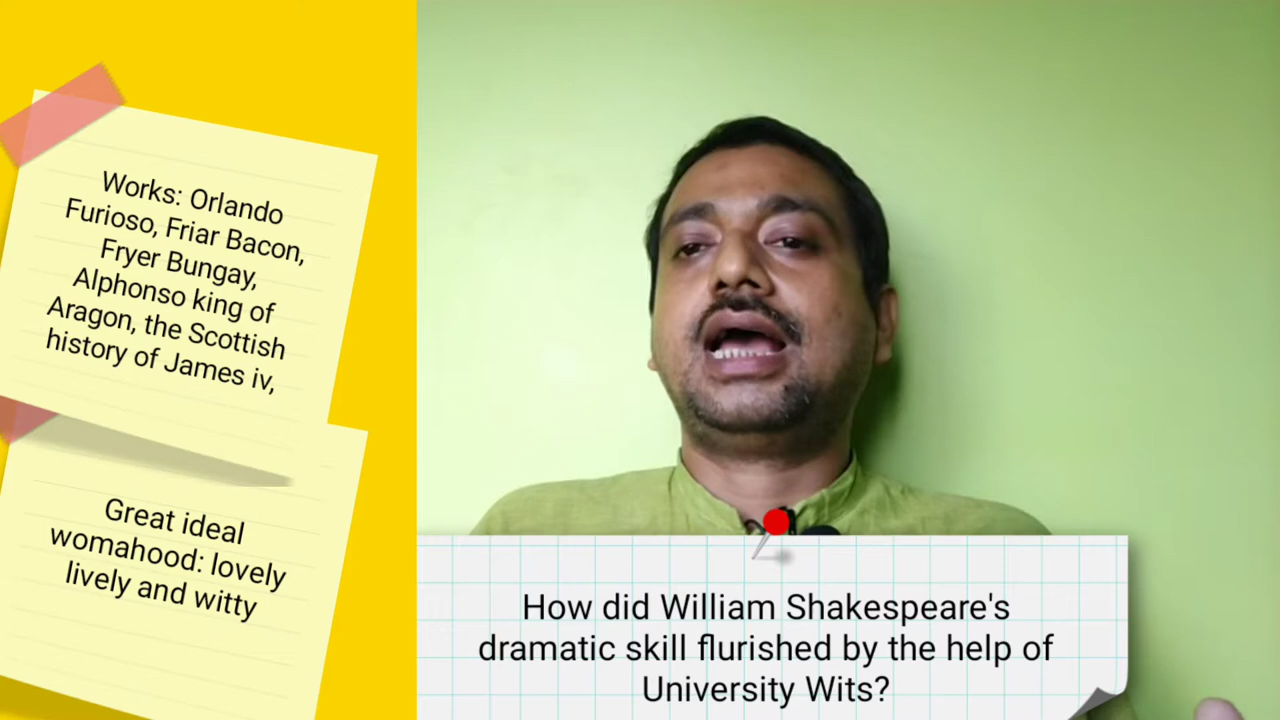 Works: Orlando
Furioso, Friar Bacon,
Fryer Bungay,
Alphonso king of
Aragon, the Scottish
history of James iv,
Great ideal
womahood: lovely
lively and witty
How did William Shakespeare's
dramatic skill flurished by the help of
University Wits?